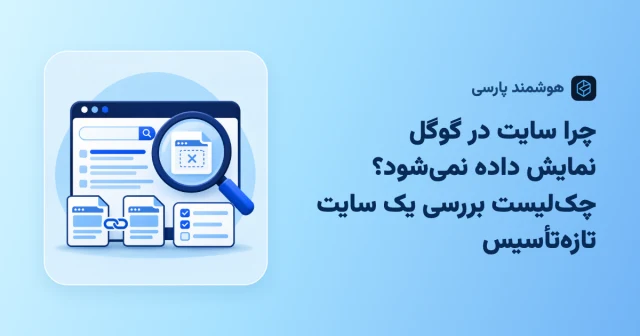 هوشمند پارسی
چرا سایت در گوگل
نمایش داده نمی‌شود؟
چک‌لیست بررسی یک سایت
تازه‌تأسیس